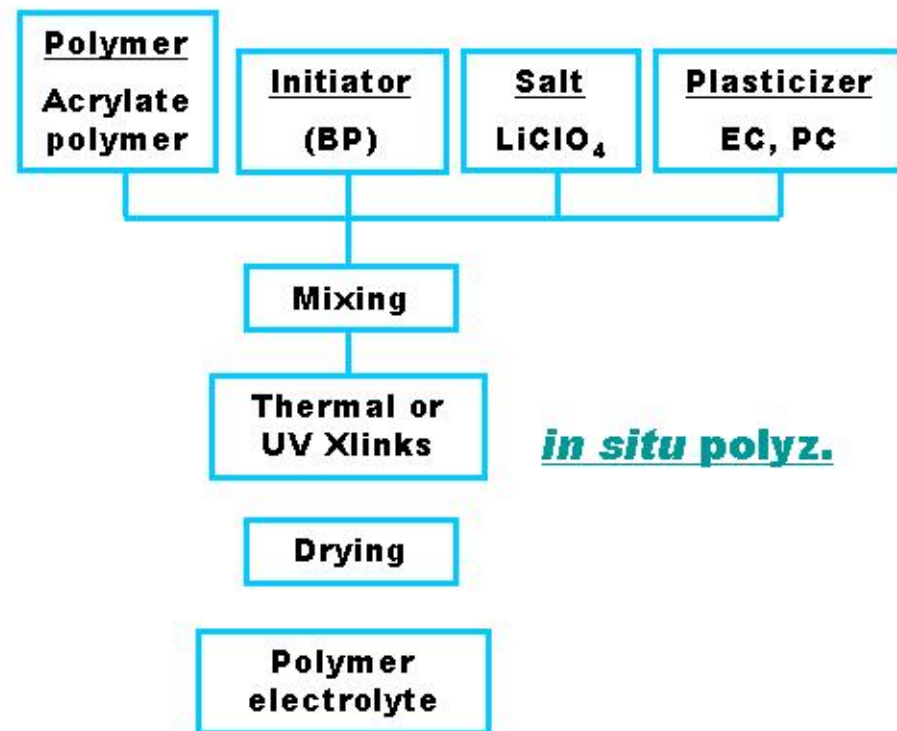 Polymer
Acrylate
polymer
Initiator
(BP)
Salt
LiClO₄
Plasticizer
EC, PC
Mixing
Thermal or
UV Xlinks
in situ polyz.
Drying
Polymer
electrolyte